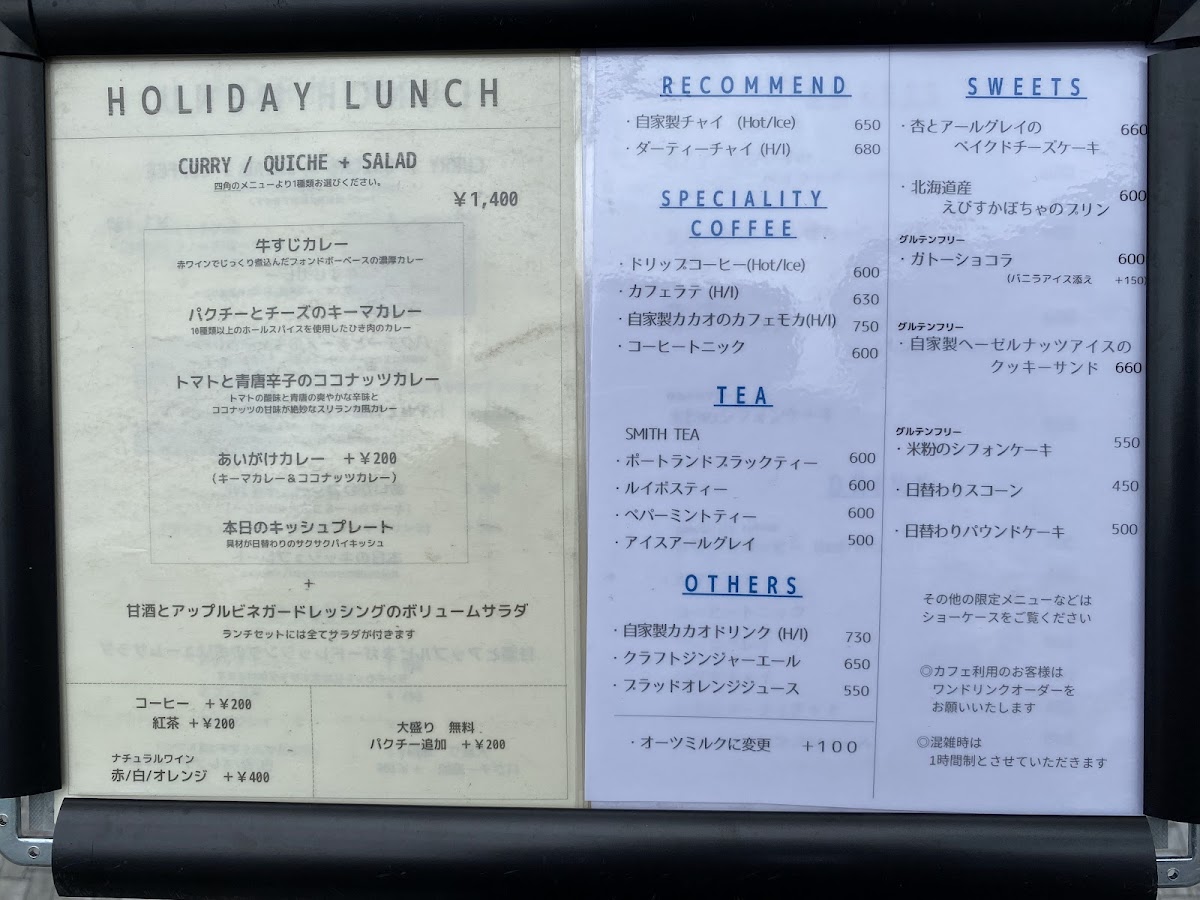 HOLIDAY LUNCH
CURRY / QUICHE + SALAD
四角のメニューより1種類お選びください。
￥1,400
牛すじカレー
赤ワインでじっくり煮込んだフォンドボーベースの濃厚カレー
パクチーとチーズのキーマカレー
10種類以上のホールスパイスを使用したひき肉のカレー
トマトと青唐辛子のココナッツカレー
トマトの酸味と青唐の爽やかな辛味と
ココナッツの甘味が絶妙なスリランカ風カレー
あいがけカレー ＋￥200
（キーマカレー＆ココナッツカレー）
本日のキッシュプレート
具材が日替わりのサクサクパイキッシュ
＋
甘酒とアップルビネガードレッシングのボリュームサラダ
ランチセットには全てサラダが付きます
コーヒー ＋￥200
紅茶 ＋￥200
ナチュラルワイン
赤/白/オレンジ ＋￥400
大盛り 無料
パクチー追加 ＋￥200
RECOMMEND
・自家製チャイ (Hot/Ice) 650
・ダーティーチャイ (H/I) 680
SPECIALITY
COFFEE
・ドリップコーヒー(Hot/Ice) 600
・カフェラテ (H/I) 630
・自家製カカオのカフェモカ(H/I) 750
・コーヒートニック 600
TEA
SMITH TEA
・ポートランドブラックティー 600
・ルイボスティー 600
・ペパーミントティー 600
・アイスアールグレイ 500
OTHERS
・自家製カカオドリンク (H/I) 730
・クラフトジンジャーエール 650
・ブラッドオレンジジュース 550
・オーツミルクに変更 +100
SWEETS
・杏とアールグレイの 660
ベイクドチーズケーキ
・北海道産 600
えびすかぼちゃのプリン
グルテンフリー
・ガトーショコラ 600
(バニラアイス添え +150)
グルテンフリー
・自家製ヘーゼルナッツアイスの
クッキーサンド 660
グルテンフリー
・米粉のシフォンケーキ 550
・日替わりスコーン 450
・日替わりパウンドケーキ 500
その他の限定メニューなどは
ショーケースをご覧ください
◎カフェ利用のお客様は
ワンドリンクオーダーを
お願いいたします
◎混雑時は
1時間制とさせていただきます